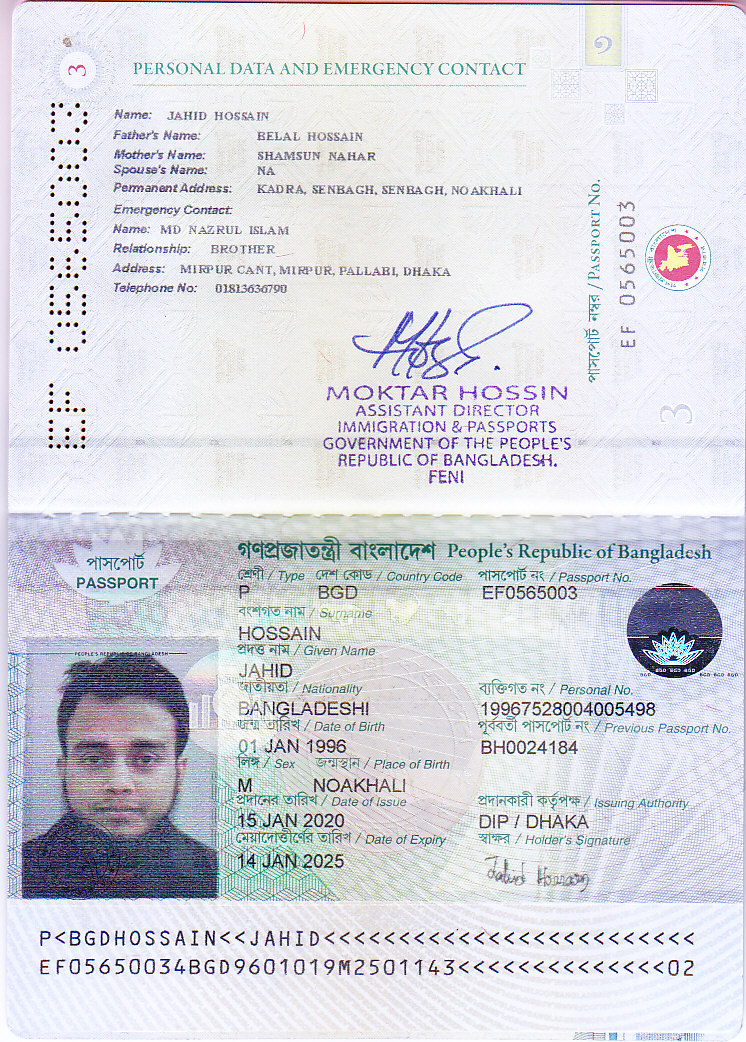 3
PERSONAL DATA AND EMERGENCY CONTACT
Name: JAHID HOSSAIN
Father's Name: BELAL HOSSAIN
Mother's Name: SHAMSUN NAHAR
Spouse's Name: NA
Permanent Address: KADRA, SENBAGH, SENBAGH, NOAKHALI
Emergency Contact:
Name: MD NAZRUL ISLAM
Relationship: BROTHER
Address: MIRPUR CANT, MIRPUR, PALLABI, DHAKA
Telephone No: 01813636790
EF 0565003
পাসপোর্ট নম্বর / PASSPORT No.
EF 0565003
3
MOKTAR HOSSIN
ASSISTANT DIRECTOR
IMMIGRATION & PASSPORTS
GOVERNMENT OF THE PEOPLE'S
REPUBLIC OF BANGLADESH.
FENI
পাসপোর্ট
PASSPORT
গণপ্রজাতন্ত্রী বাংলাদেশ People's Republic of Bangladesh
শ্রেণী / Type দেশ কোড / Country Code পাসপোর্ট নং / Passport No.
P BGD EF0565003
বংশগত নাম / Surname
HOSSAIN
প্রদত্ত নাম / Given Name
JAHID
জাতীয়তা / Nationality ব্যক্তিগত নং / Personal No.
BANGLADESHI 19967528004005498
জন্ম তারিখ / Date of Birth পূর্ববর্তী পাসপোর্ট নং / Previous Passport No.
01 JAN 1996 BH0024184
লিঙ্গ / Sex জন্মস্থান / Place of Birth
M NOAKHALI
প্রদানের তারিখ / Date of Issue প্রদানকারী কর্তৃপক্ষ / Issuing Authority
15 JAN 2020 DIP / DHAKA
মেয়াদোত্তীর্ণের তারিখ / Date of Expiry স্বাক্ষর / Holder's Signature
14 JAN 2025
Jahid Hossain
PEOPLE'S REPUBLIC OF BANGLADESH
BGD BGD BGD
P<BGDHOSSAIN<<JAHID<<<<<<<<<<<<<<<<<<<<<<<<<
EF05650034BGD9601019M2501143<<<<<<<<<<<<<<02